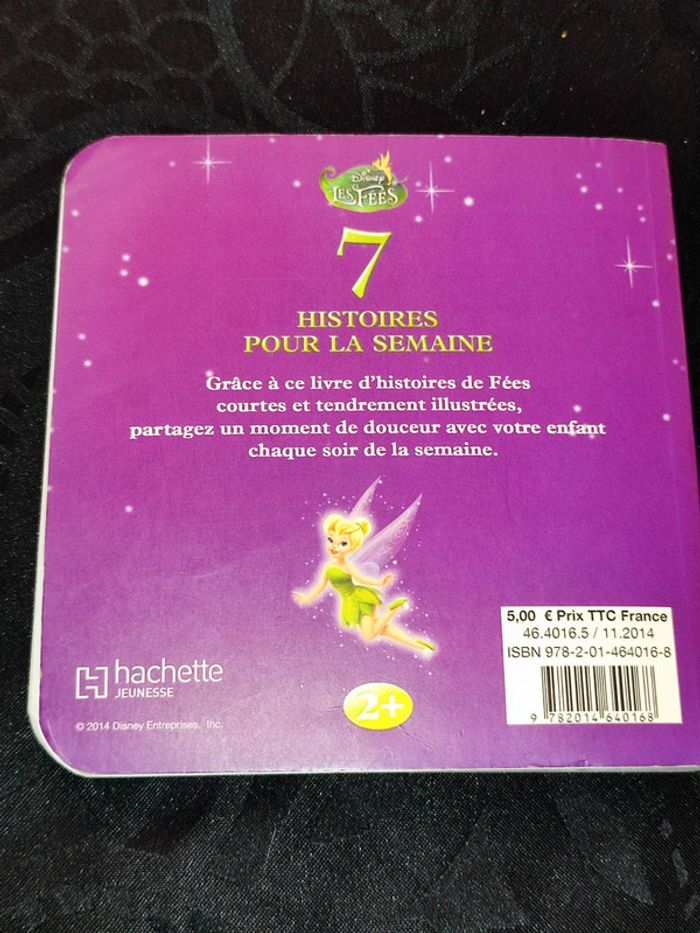 Disney
LES FÉES
7
HISTOIRES
POUR LA SEMAINE
Grâce à ce livre d'histoires de Fées
courtes et tendrement illustrées,
partagez un moment de douceur avec votre enfant
chaque soir de la semaine.
5,00 € Prix TTC France
46.4016.5 / 11.2014
ISBN 978-2-01-464016-8
9 782014 640168
hachette
JEUNESSE
2+
© 2014 Disney Entreprises, Inc.